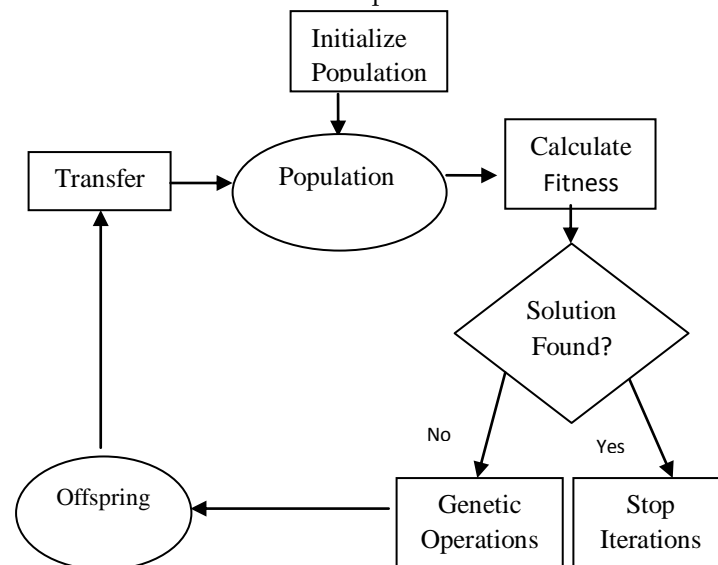 Initialize
Population
Transfer
Population
Calculate
Fitness
Solution
Found?
No
Yes
Offspring
Genetic
Operations
Stop
Iterations